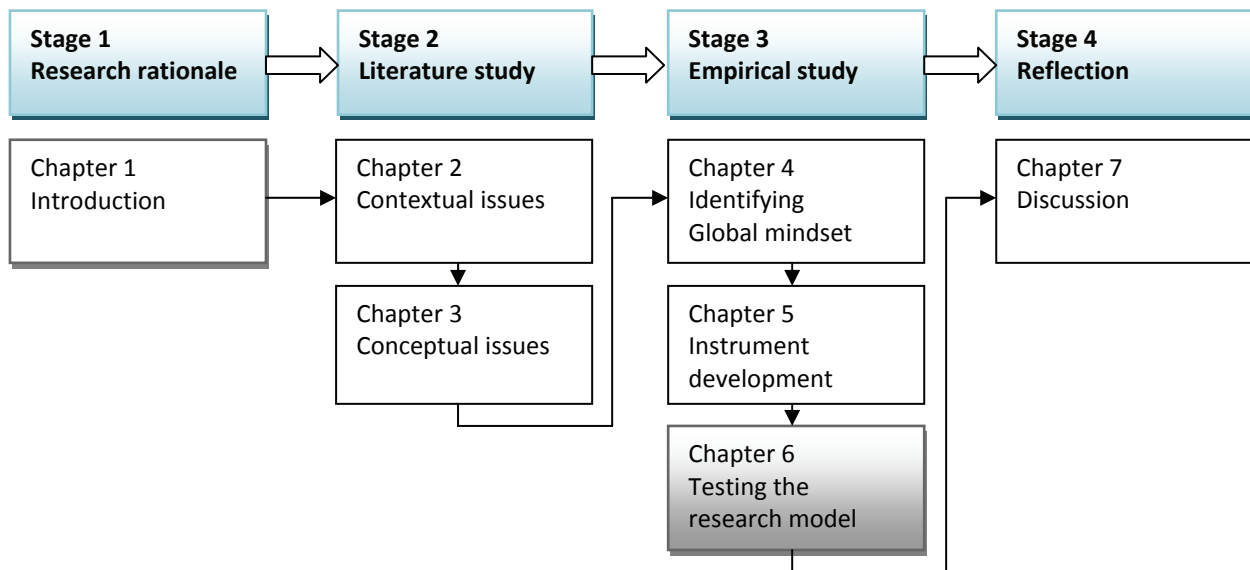 Stage 1
Research rationale
Stage 2
Literature study
Stage 3
Empirical study
Stage 4
Reflection
Chapter 1
Introduction
Chapter 2
Contextual issues
Chapter 3
Conceptual issues
Chapter 4
Identifying
Global mindset
Chapter 5
Instrument
development
Chapter 6
Testing the
research model
Chapter 7
Discussion